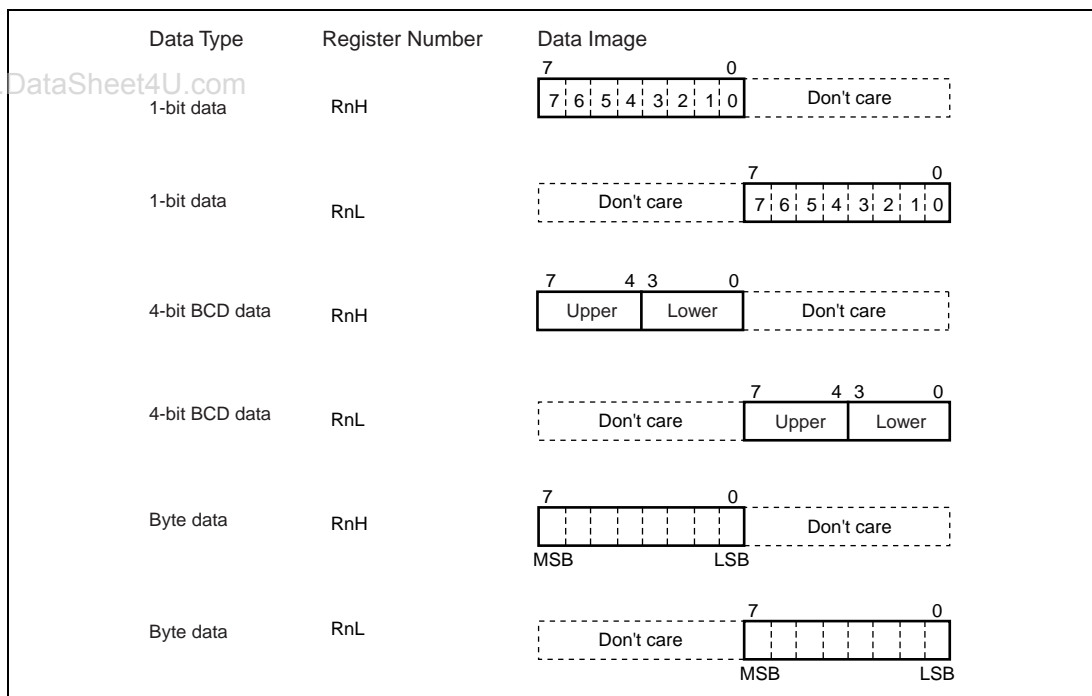 Data Type Register Number Data Image
.DataSheet4U.com
7 0
1-bit data RnH 7 6 5 4 3 2 1 0 Don't care
7 0
1-bit data RnL Don't care 7 6 5 4 3 2 1 0
7 4 3 0
4-bit BCD data RnH Upper Lower Don't care
7 4 3 0
4-bit BCD data RnL Don't care Upper Lower
7 0
Byte data RnH Don't care
MSB LSB
7 0
Byte data RnL Don't care
MSB LSB